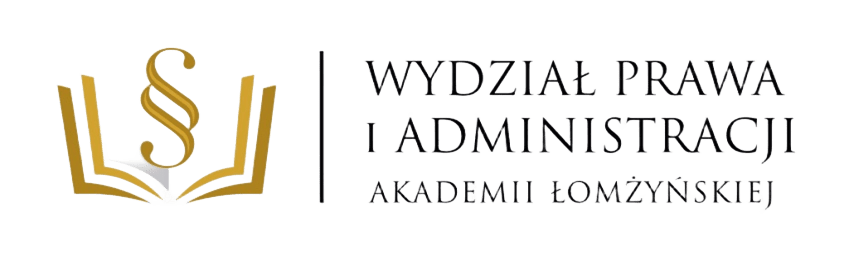 §
WYDZIAŁ PRAWA
I ADMINISTRACJI
AKADEMII ŁOMŻYŃSKIEJ